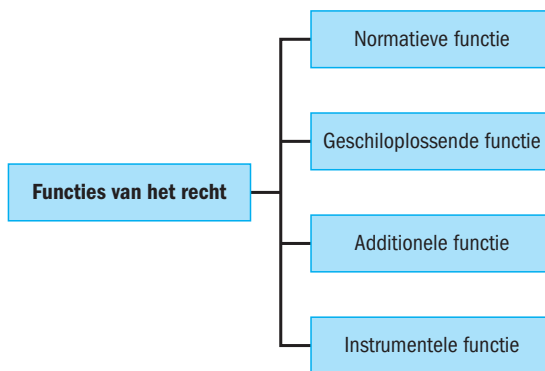 Functies van het recht
Normatieve functie
Geschiloplossende functie
Additionele functie
Instrumentele functie